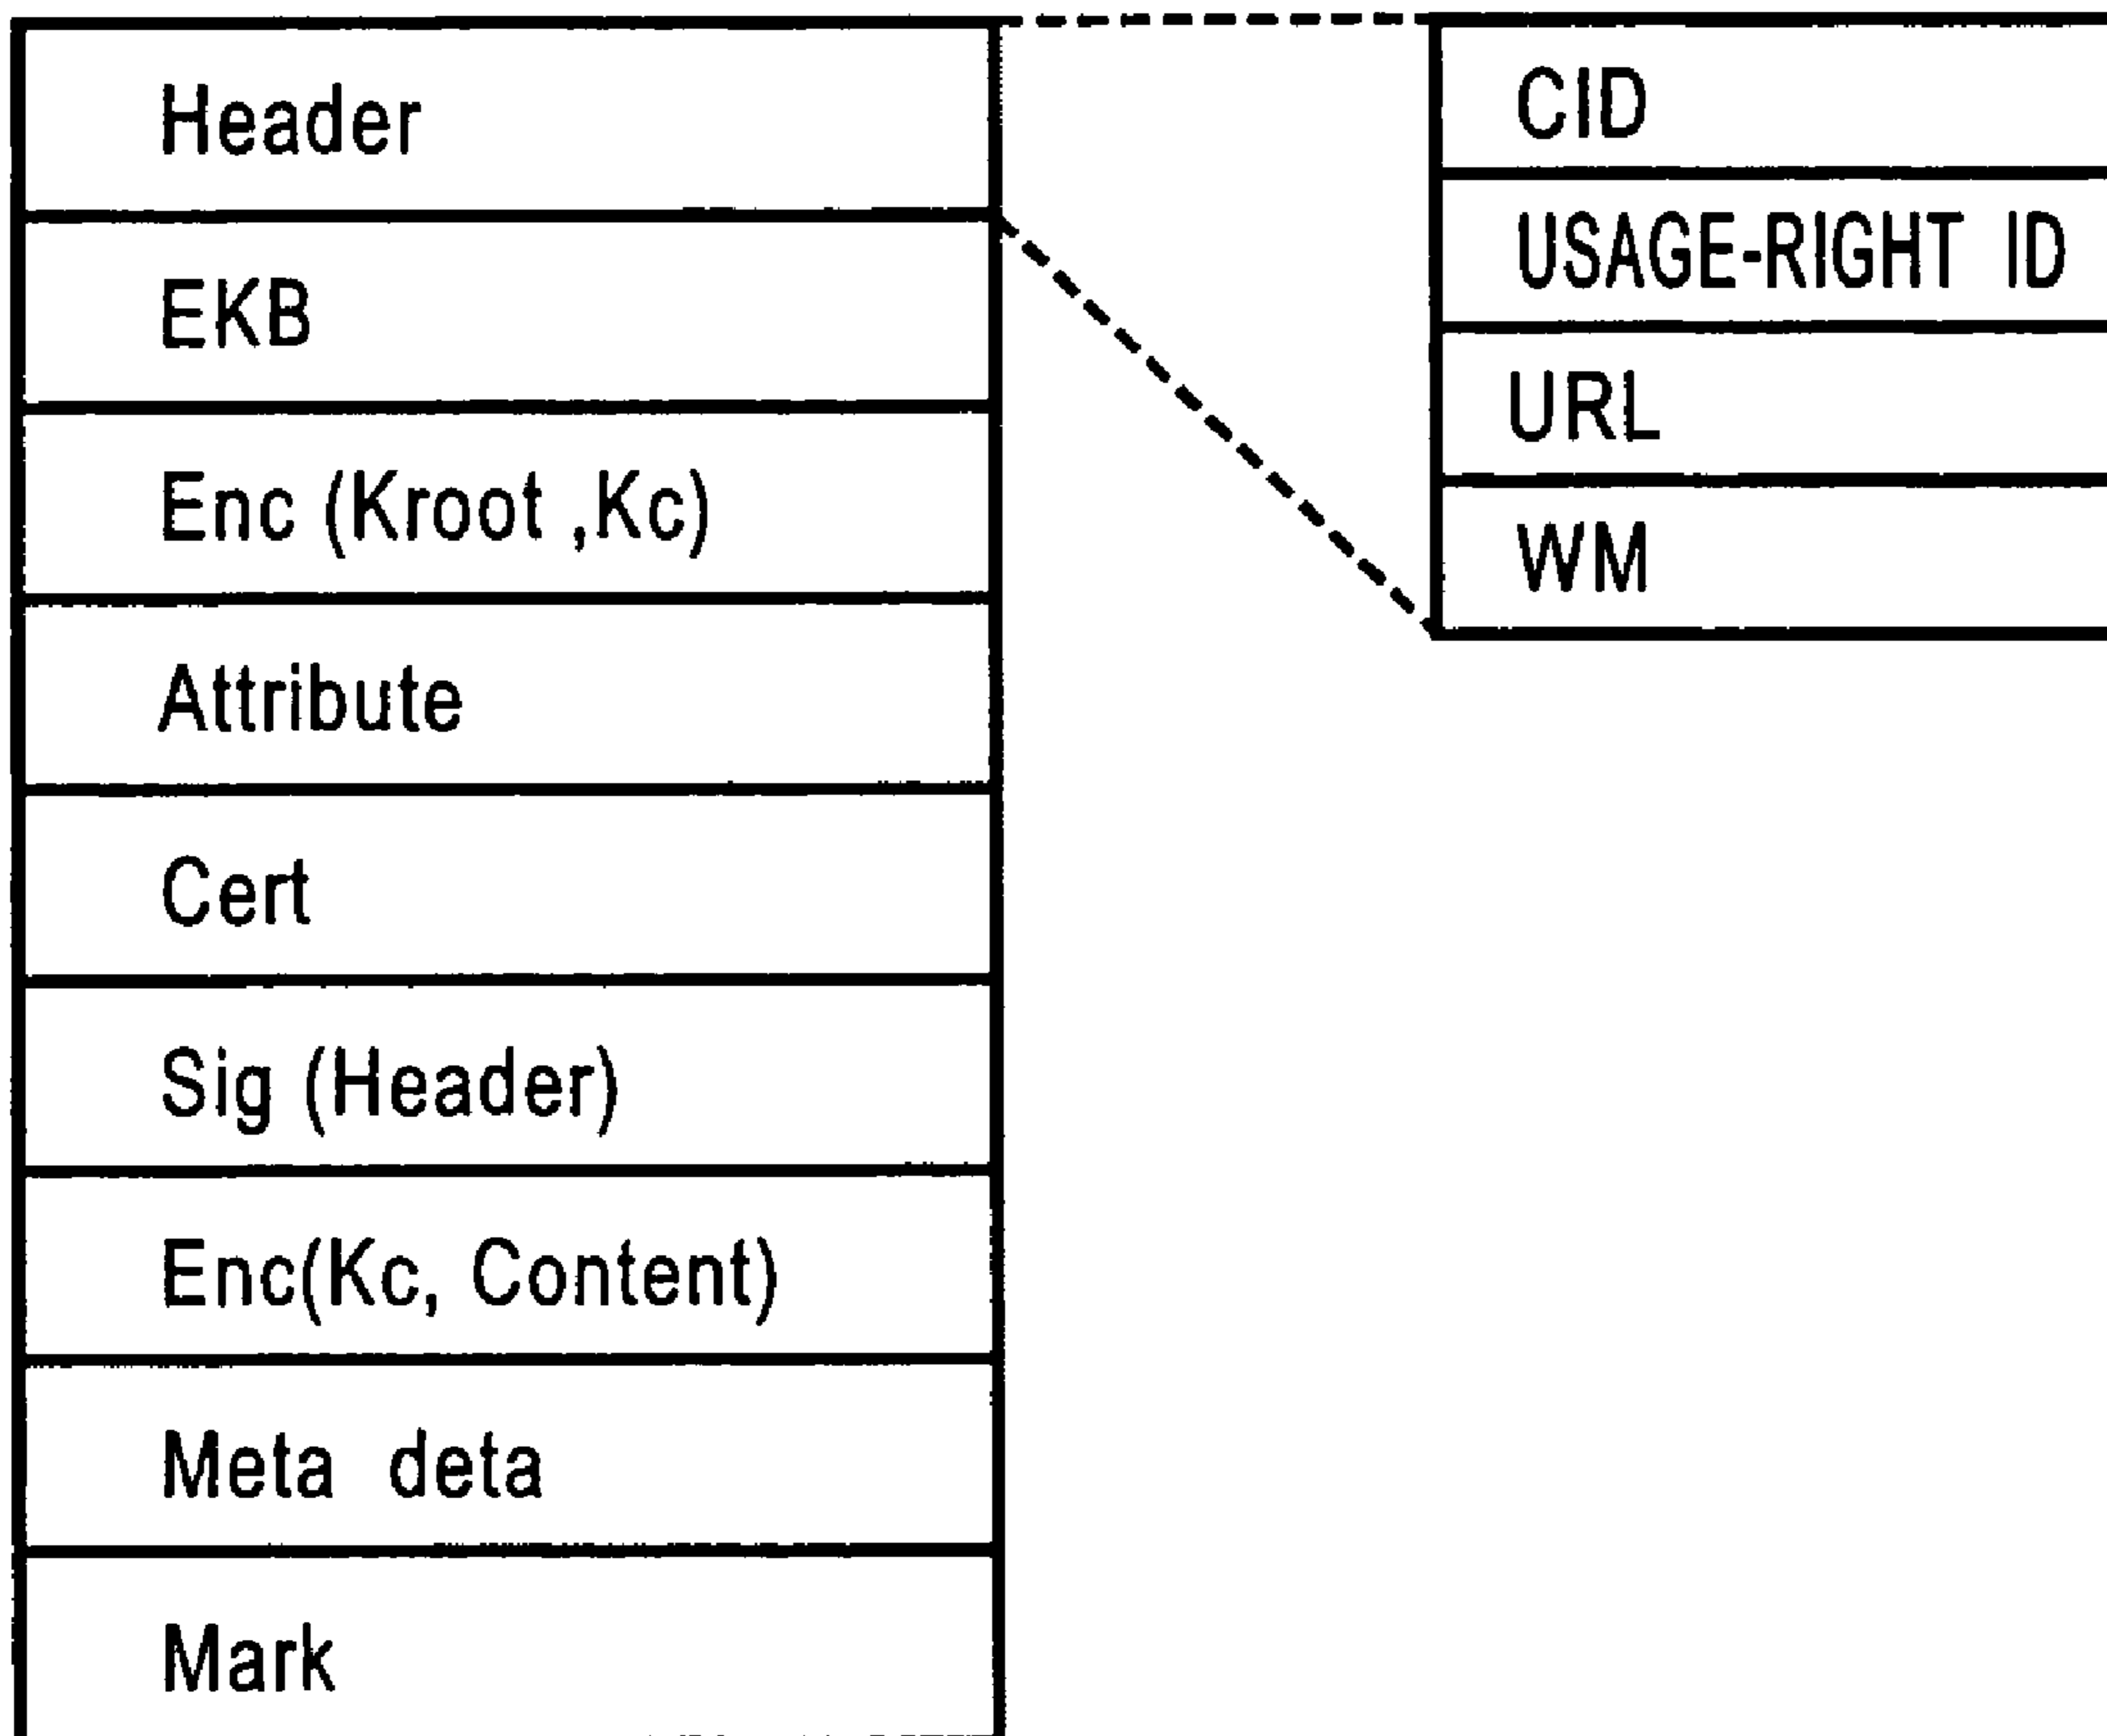 Header
EKB
Enc (Kroot ,Kc)
Attribute
Cert
Sig (Header)
Enc(Kc, Content)
Meta deta
Mark
CID
USAGE-RIGHT ID
URL
WM